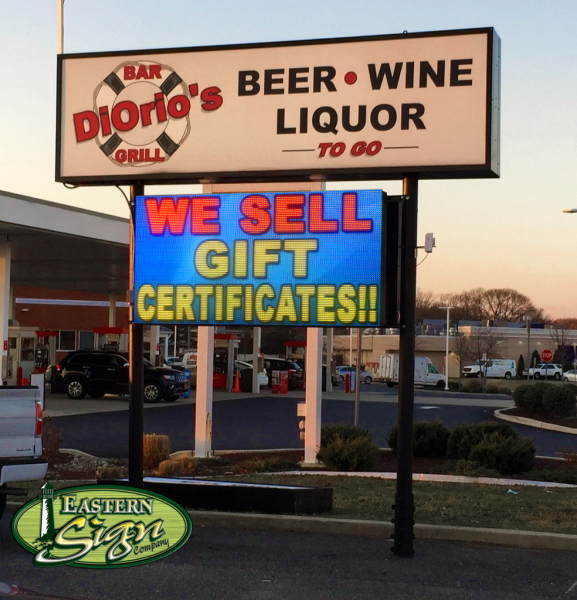 BAR
DiOrio's
GRILL
BEER • WINE
LIQUOR
TO GO
WE SELL
GIFT
CERTIFICATES!!
EASTERN
Sign
Company